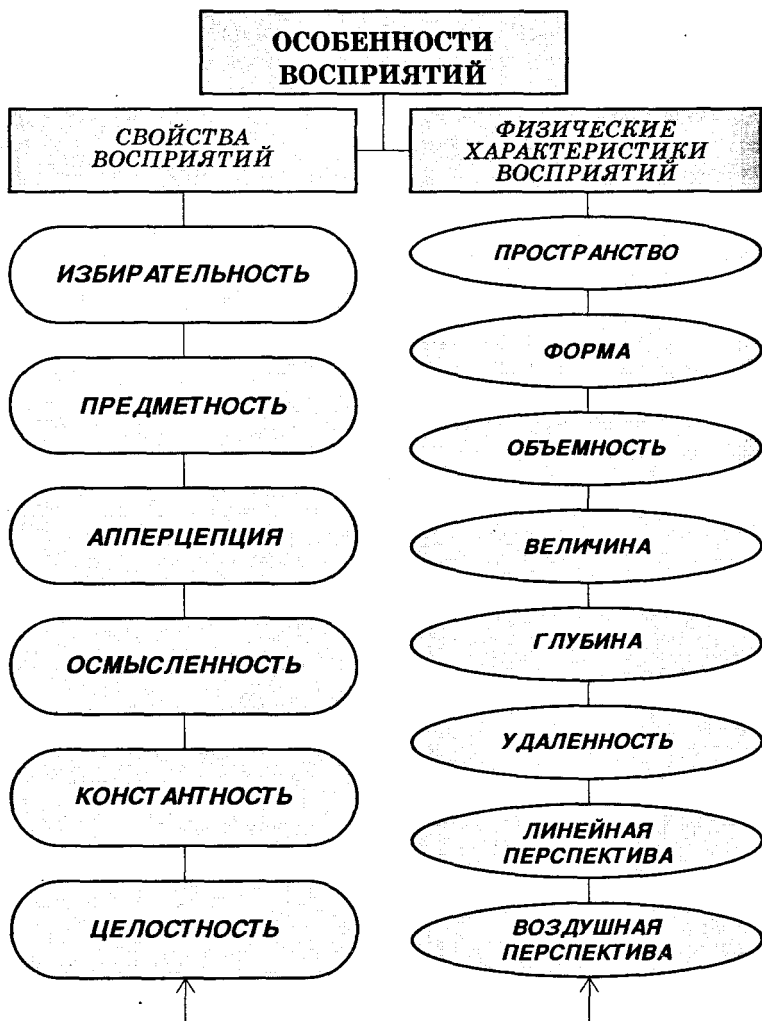 ОСОБЕННОСТИ
ВОСПРИЯТИЙ
СВОЙСТВА
ВОСПРИЯТИЙ
ИЗБИРАТЕЛЬНОСТЬ
ПРЕДМЕТНОСТЬ
АППЕРЦЕПЦИЯ
ОСМЫСЛЕННОСТЬ
КОНСТАНТНОСТЬ
ЦЕЛОСТНОСТЬ
ФИЗИЧЕСКИЕ
ХАРАКТЕРИСТИКИ
ВОСПРИЯТИЙ
ПРОСТРАНСТВО
ФОРМА
ОБЪЕМНОСТЬ
ВЕЛИЧИНА
ГЛУБИНА
УДАЛЕННОСТЬ
ЛИНЕЙНАЯ
ПЕРСПЕКТИВА
ВОЗДУШНАЯ
ПЕРСПЕКТИВА